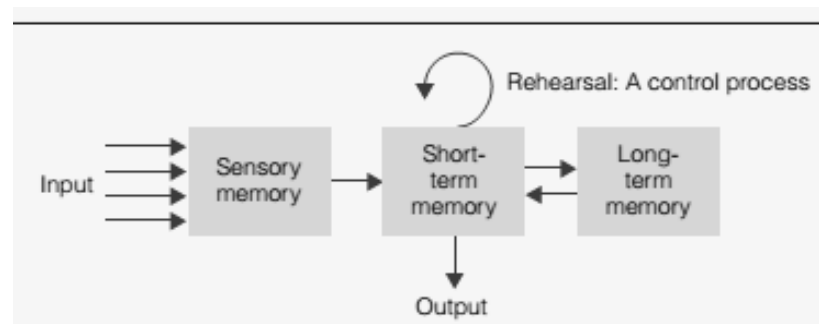 Rehearsal: A control process
Input
Sensory
memory
Short-
term
memory
Long-
term
memory
Output